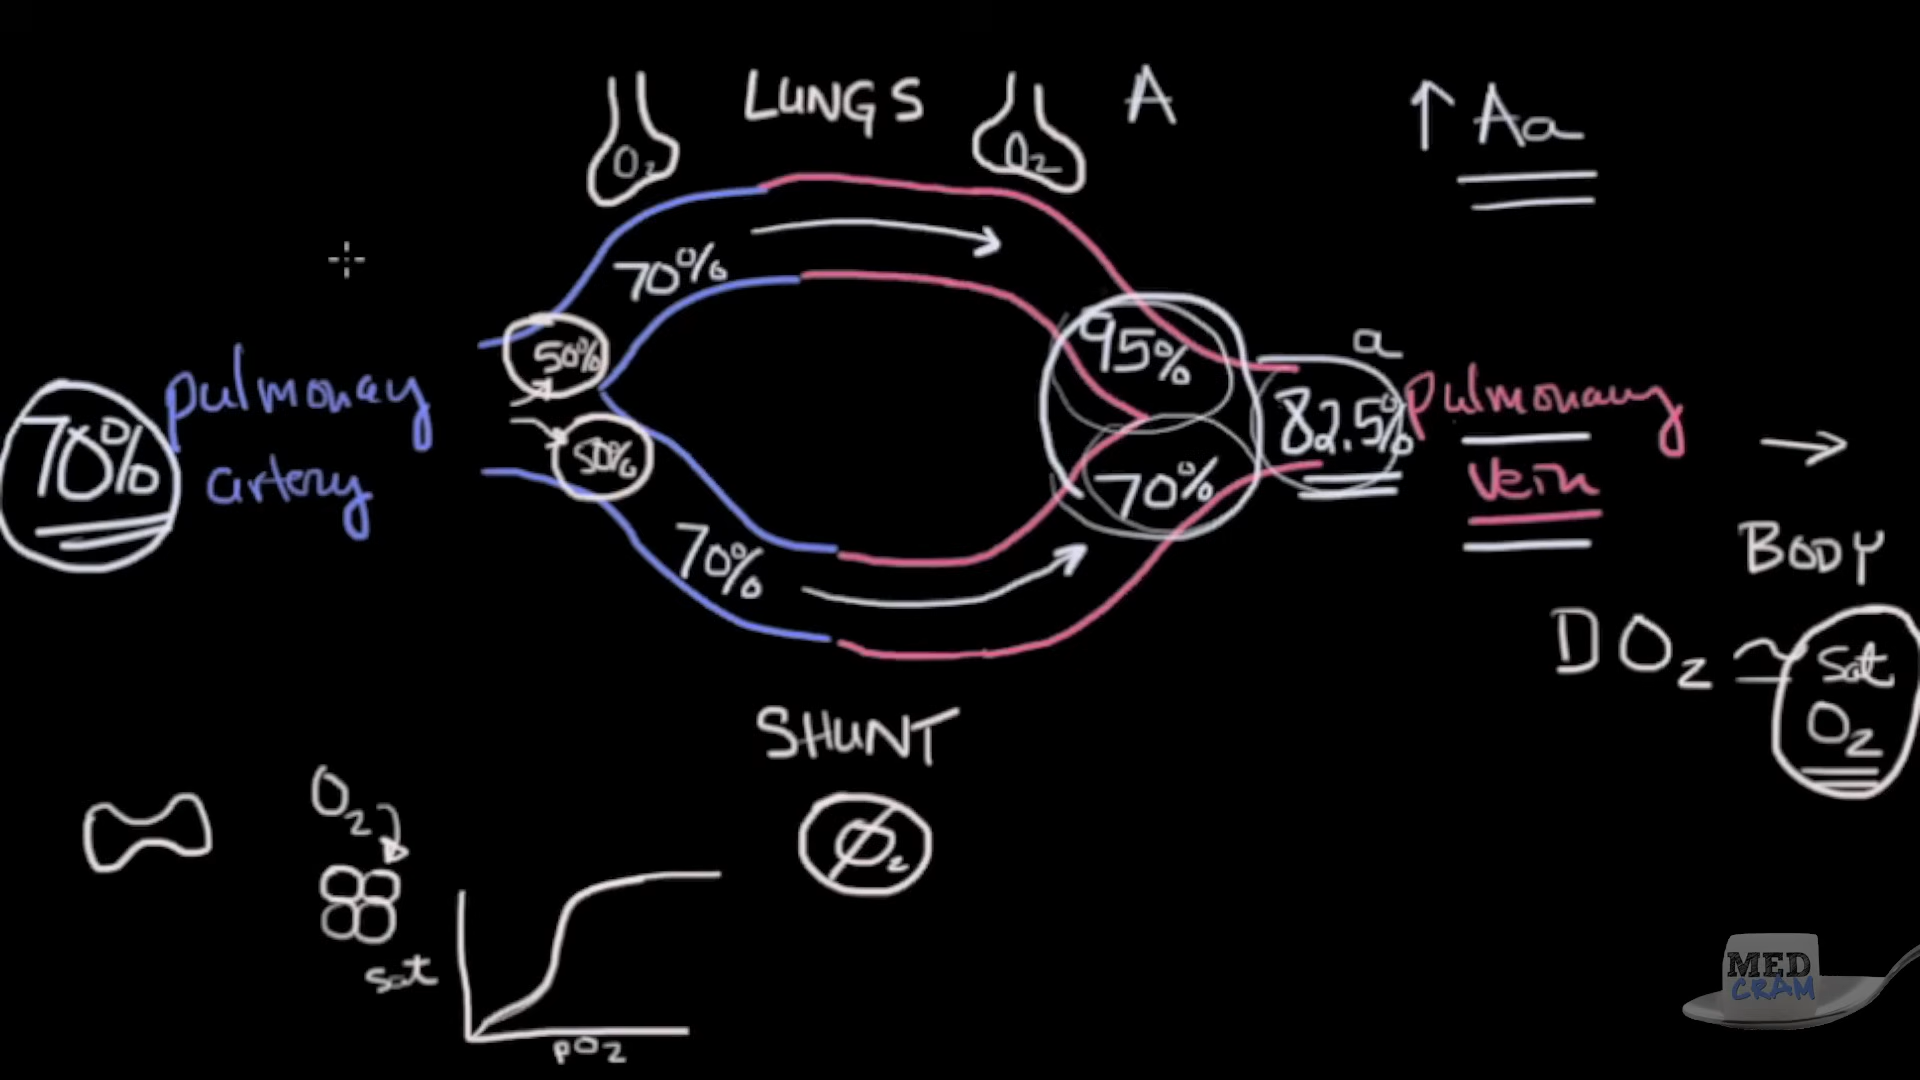 LUNGS
A
↑ Aa
O₂
O₂
70%
50%
95%
a
pulmonay
artery
70%
50%
82.5%
pulmonary
vein
→
70%
70%
BODY
DO₂ ≃ Sat
O₂
SHUNT
O₂
O₂
sat
pO₂
MED
CRAM